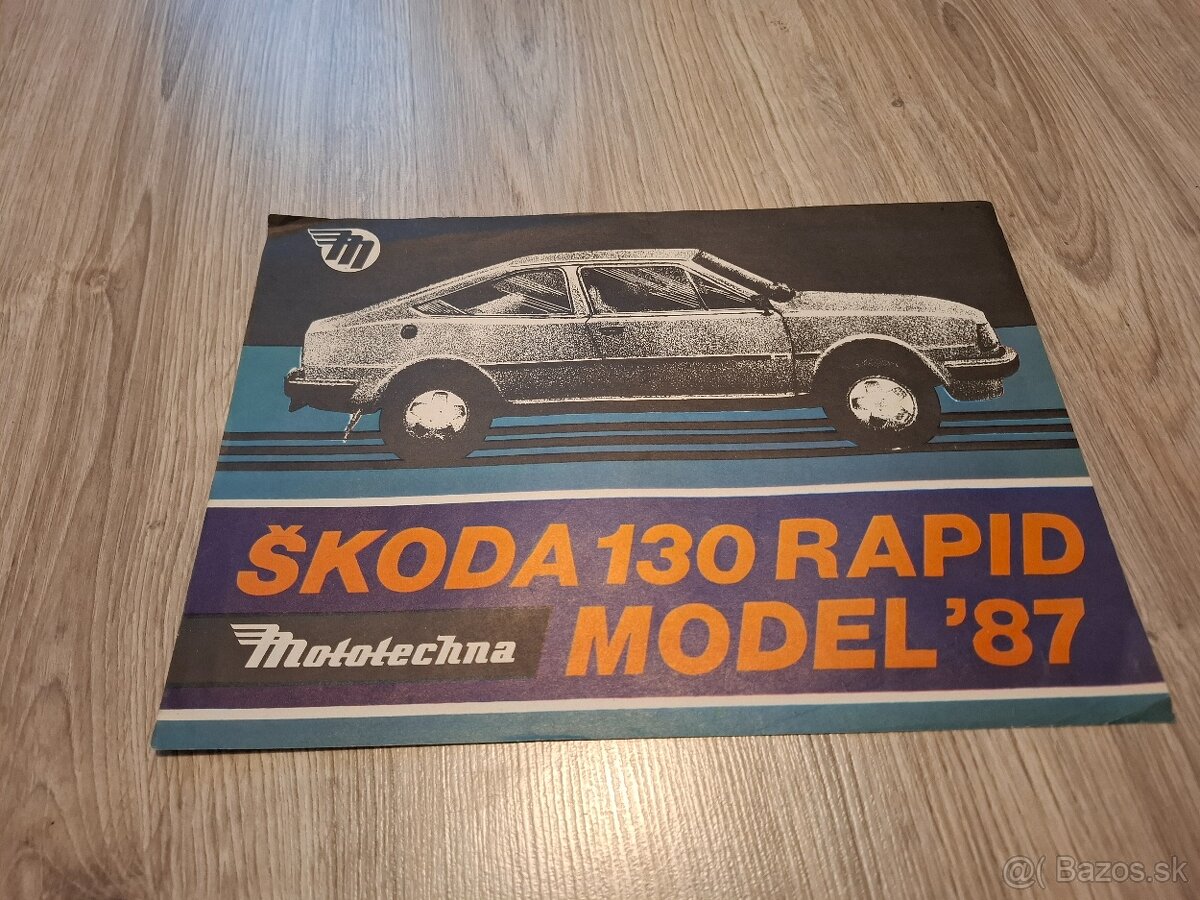 ŠKODA 130 RAPID
MODEL '87
Mototechna
@( Bazos.sk